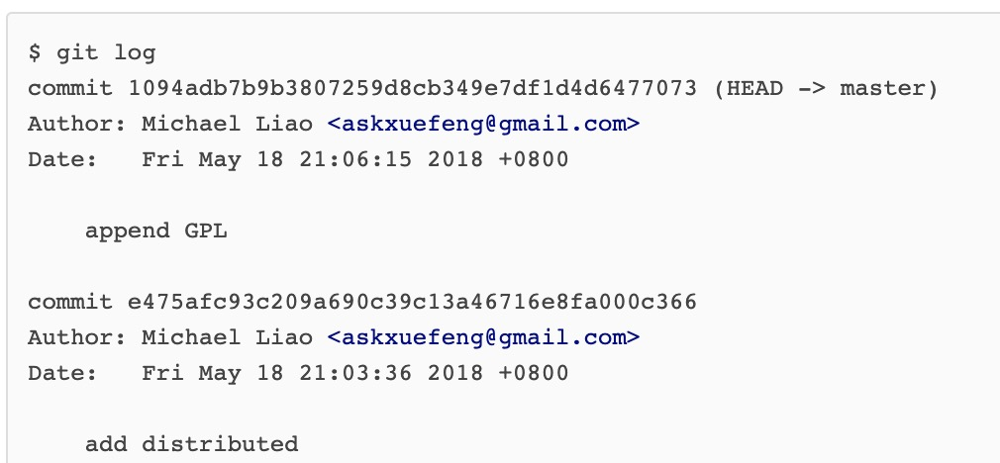 $ git log
commit 1094adb7b9b3807259d8cb349e7df1d4d6477073 (HEAD -> master)
Author: Michael Liao <askxuefeng@gmail.com>
Date:   Fri May 18 21:06:15 2018 +0800
append GPL
commit e475afc93c209a690c39c13a46716e8fa000c366
Author: Michael Liao <askxuefeng@gmail.com>
Date:   Fri May 18 21:03:36 2018 +0800
add distributed